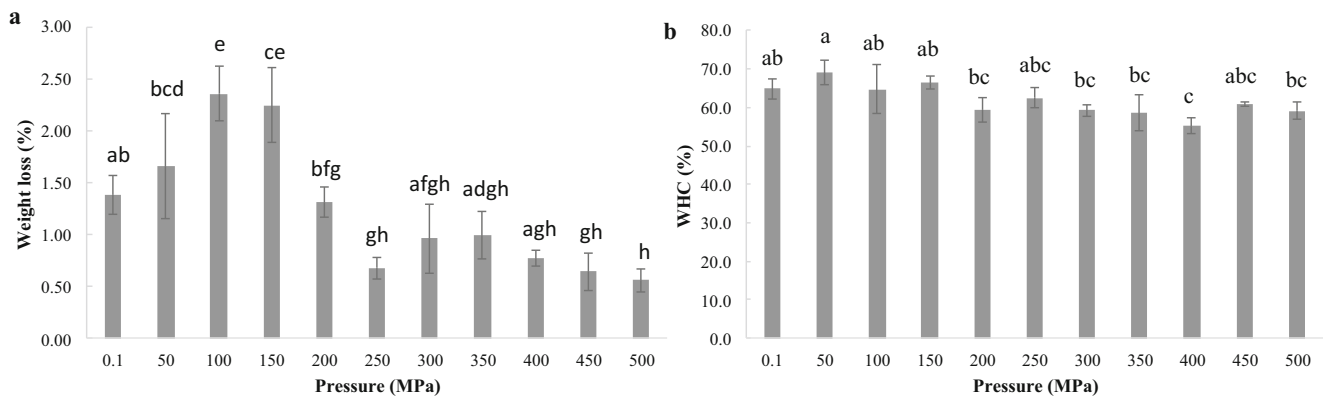 a
3.00
2.50
2.00
1.50
1.00
0.50
0.00
Weight loss (%)
ab bcd e ce bfg gh afgh adgh agh gh h
0.1 50 100 150 200 250 300 350 400 450 500
Pressure (MPa)
b
80.0
70.0
60.0
50.0
40.0
30.0
20.0
10.0
0.0
WHC (%)
ab a ab ab bc abc bc bc c abc bc
0.1 50 100 150 200 250 300 350 400 450 500
Pressure (MPa)